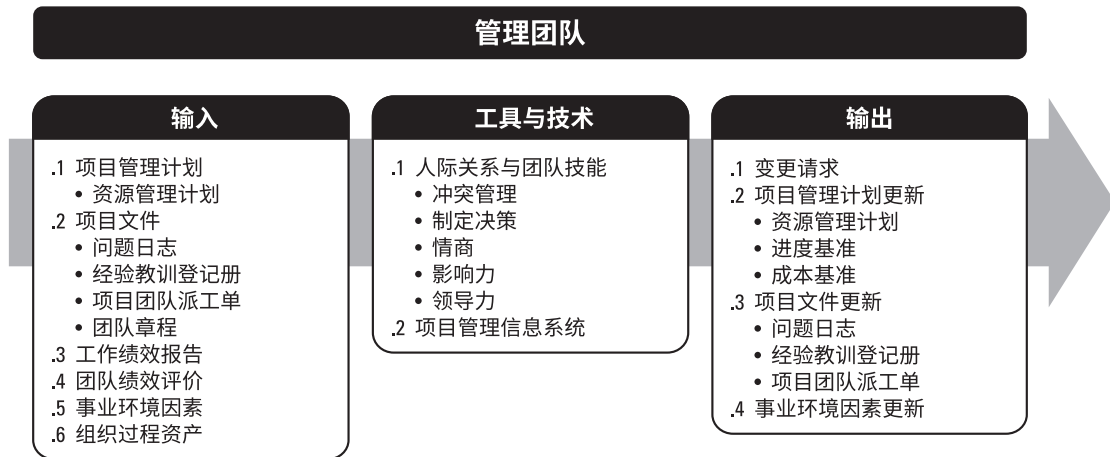 管理团队
输入
.1 项目管理计划
• 资源管理计划
.2 项目文件
• 问题日志
• 经验教训登记册
• 项目团队派工单
• 团队章程
.3 工作绩效报告
.4 团队绩效评价
.5 事业环境因素
.6 组织过程资产
工具与技术
.1 人际关系与团队技能
• 冲突管理
• 制定决策
• 情商
• 影响力
• 领导力
.2 项目管理信息系统
输出
.1 变更请求
.2 项目管理计划更新
• 资源管理计划
• 进度基准
• 成本基准
.3 项目文件更新
• 问题日志
• 经验教训登记册
• 项目团队派工单
.4 事业环境因素更新